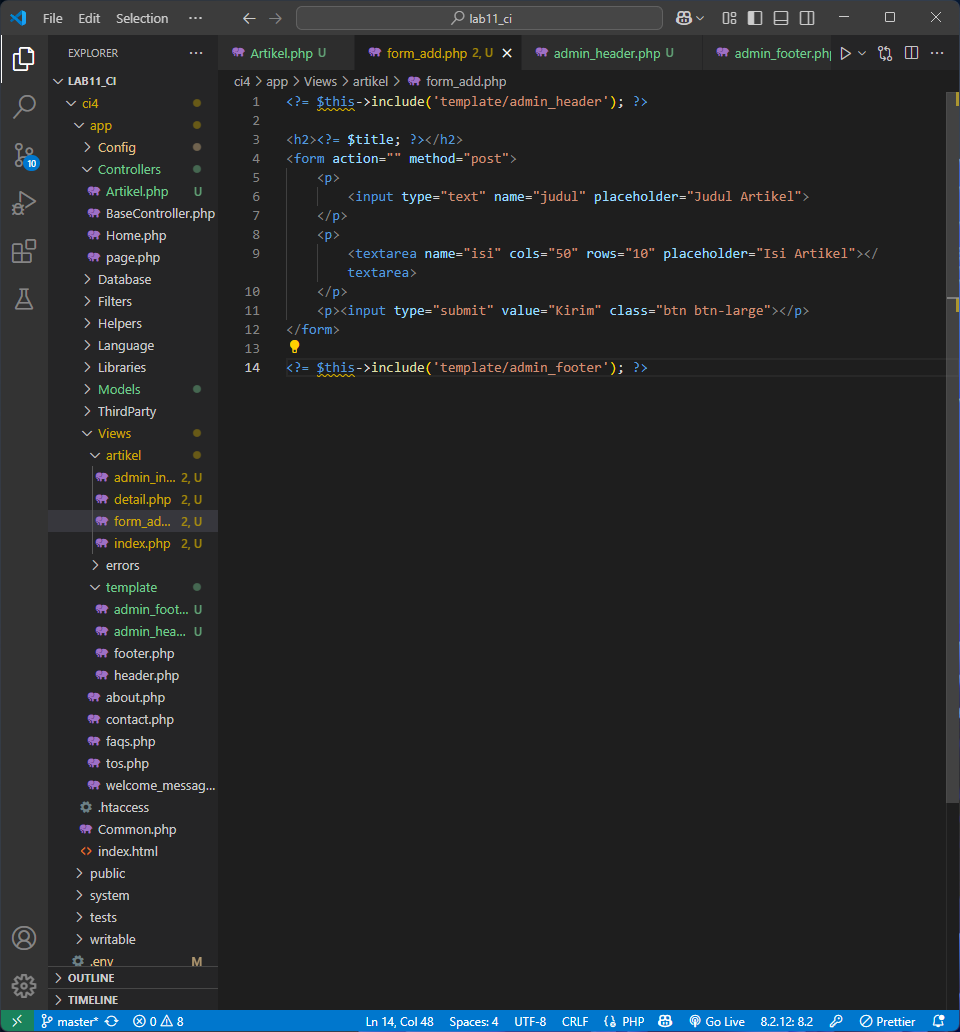 File Edit Selection ··· lab11_ci
EXPLORER ···
Artikel.php U form_add.php 2, U admin_header.php U admin_footer.php ···
ci4 > app > Views > artikel > form_add.php
LAB11_CI
ci4
app
Config
Controllers
Artikel.php U
BaseController.php
Home.php
page.php
Database
Filters
Helpers
Language
Libraries
Models
ThirdParty
Views
artikel
admin_in... 2, U
detail.php 2, U
form_ad... 2, U
index.php 2, U
errors
template
admin_foot... U
admin_hea... U
footer.php
header.php
about.php
contact.php
faqs.php
tos.php
welcome_messag...
.htaccess
Common.php
index.html
public
system
tests
writable
.env M
OUTLINE
TIMELINE
10
1 <?= $this->include('template/admin_header'); ?>
2
3 <h2><?= $title; ?></h2>
4 <form action="" method="post">
5 <p>
6 <input type="text" name="judul" placeholder="Judul Artikel">
7 </p>
8 <p>
9 <textarea name="isi" cols="50" rows="10" placeholder="Isi Artikel"></
textarea>
10 </p>
11 <p><input type="submit" value="Kirim" class="btn btn-large"></p>
12 </form>
13
14 <?= $this->include('template/admin_footer'); ?>
master* 0 8 Ln 14, Col 48 Spaces: 4 UTF-8 CRLF {} PHP Go Live 8.2.12: 8.2 Prettier